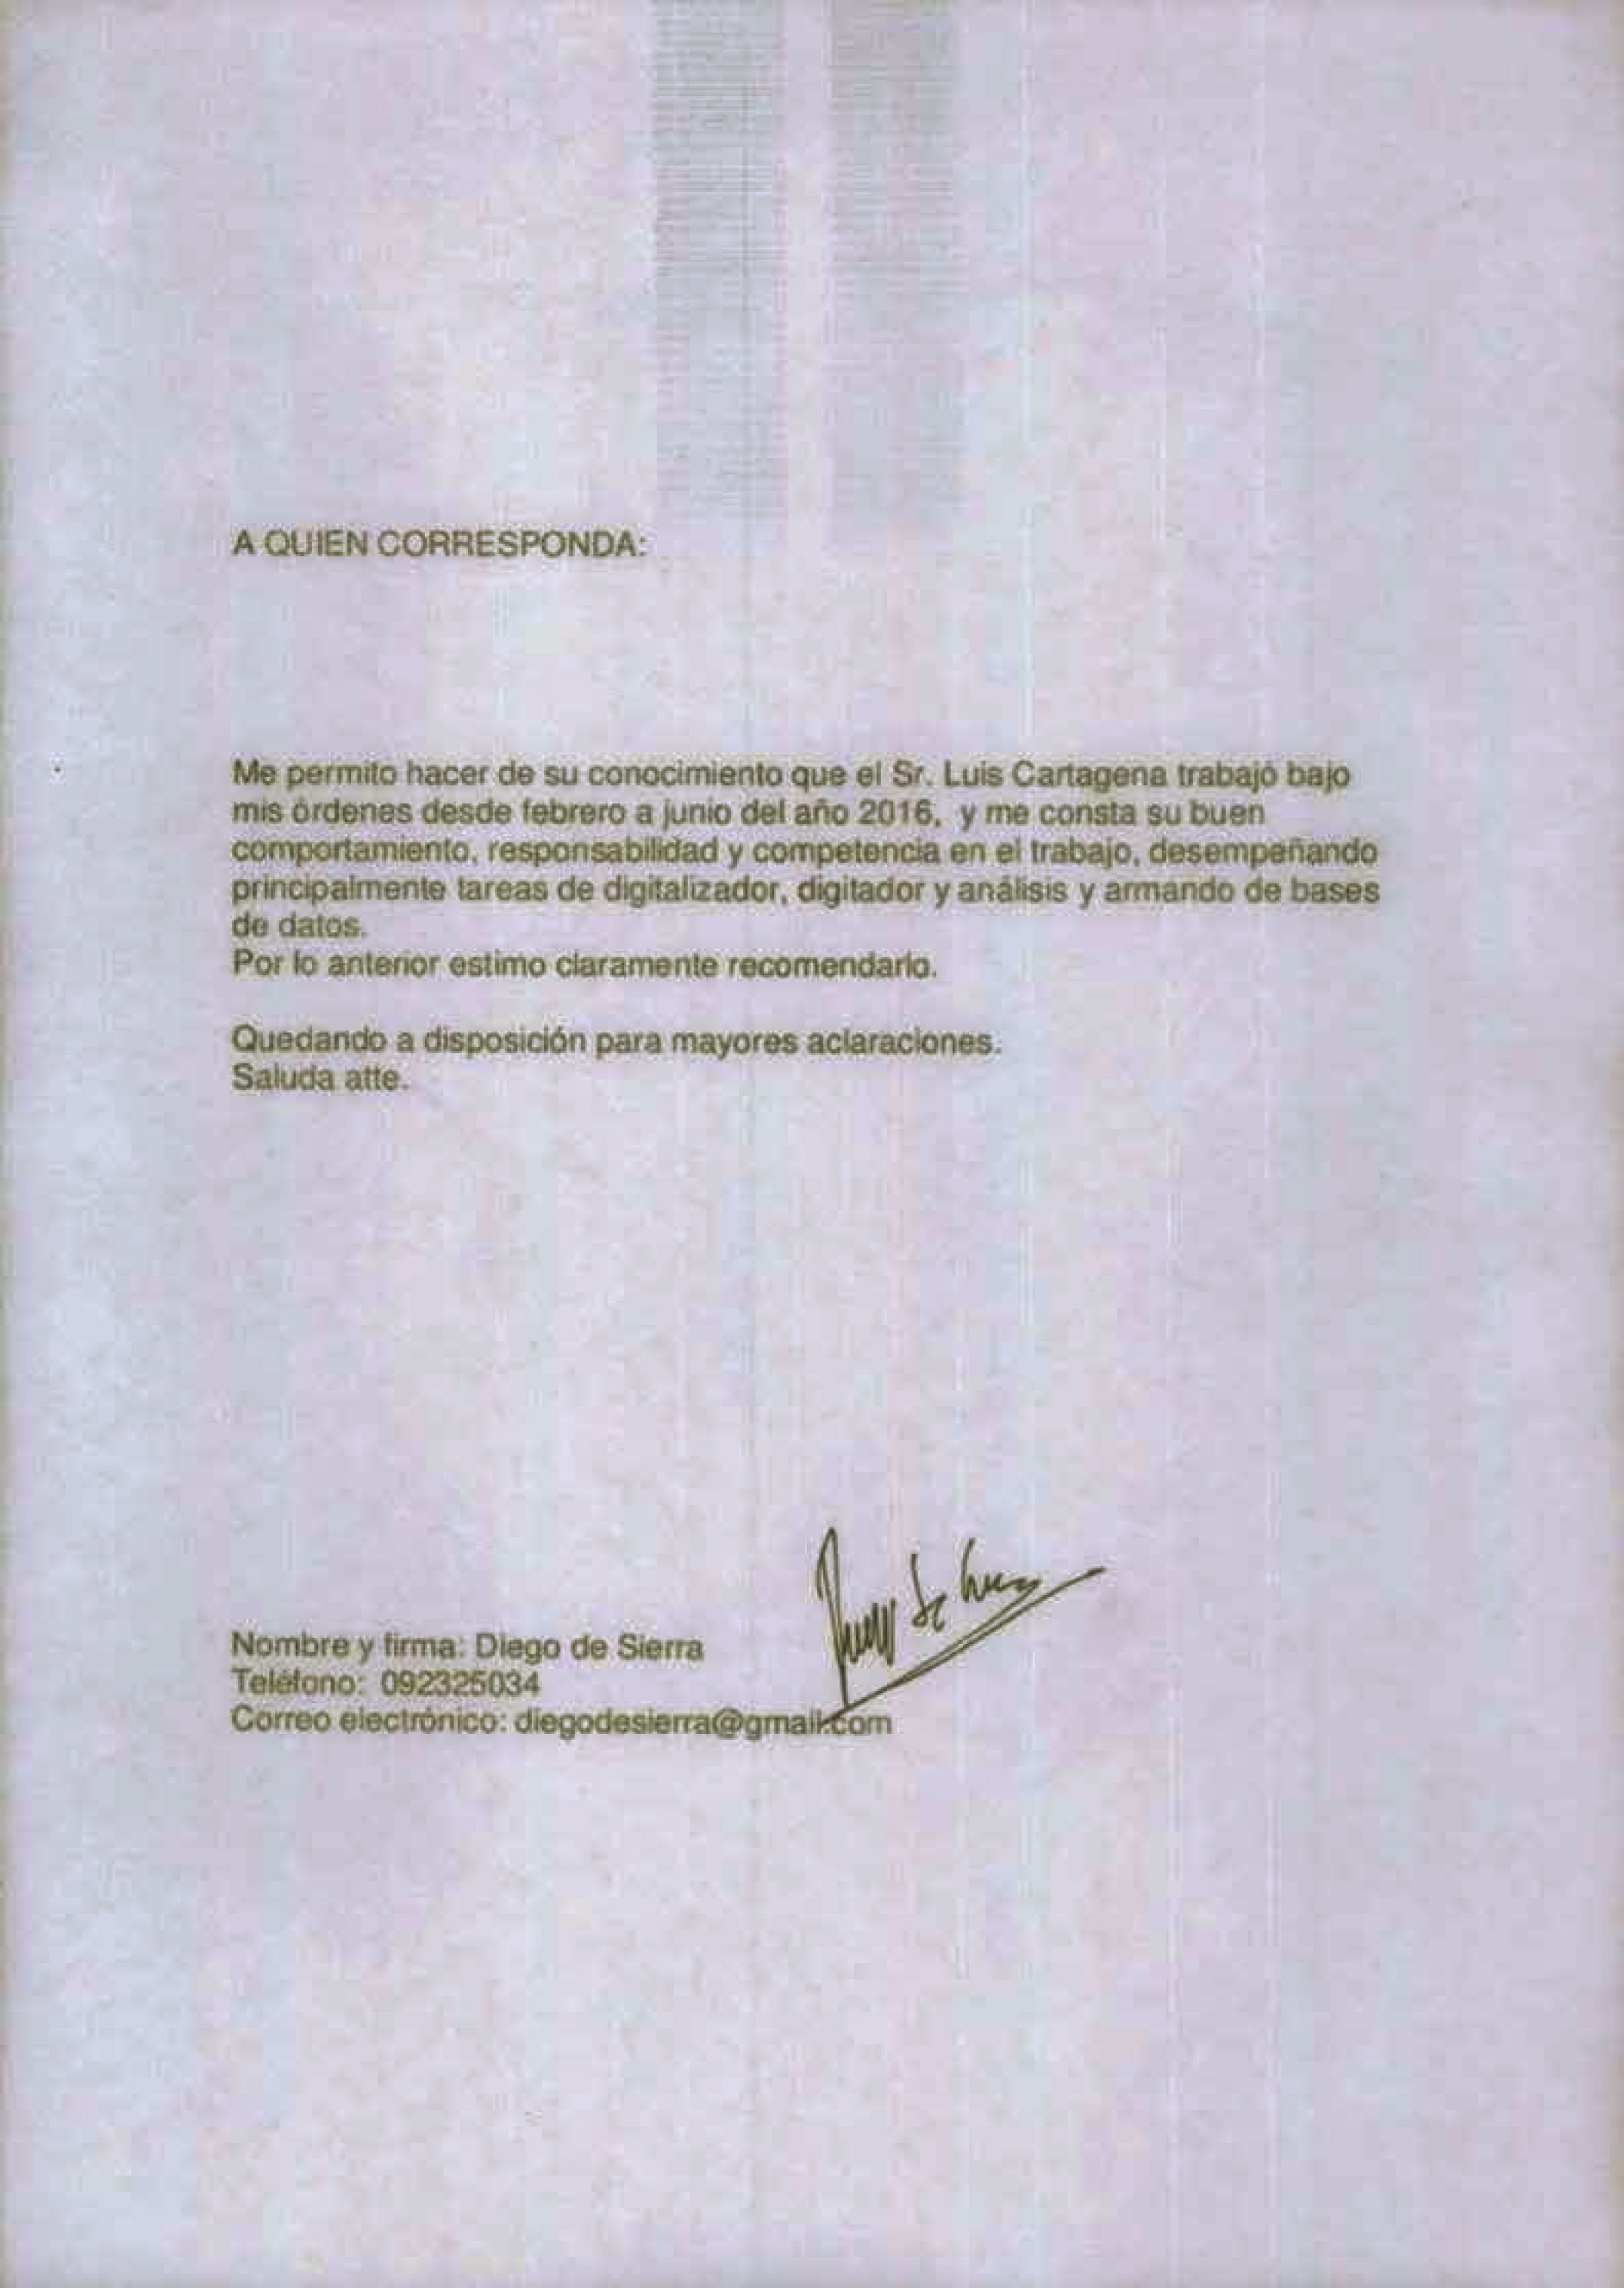 A QUIEN CORRESPONDA:
Me permito hacer de su conocimiento que el Sr. Luis Cartagena trabajó bajo
mis órdenes desde febrero a junio del año 2016, y me consta su buen
comportamiento, responsabilidad y competencia en el trabajo, desempeñando
principalmente tareas de digitalizador, digitador y análisis y armando de bases
de datos.
Por lo anterior estimo claramente recomendarlo.
Quedando a disposición para mayores aclaraciones.
Saluda atte.
Nombre y firma: Diego de Sierra
Teléfono: 092325034
Correo electrónico: diegodesierra@gmail.com